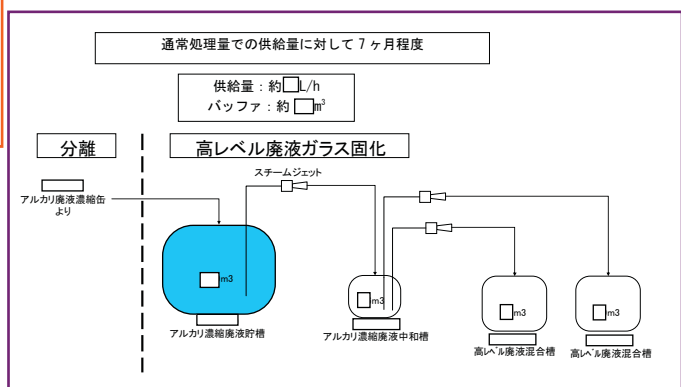 通常処理量での供給量に対して7ヶ月程度
供給量：約□L/h
バッファ：約 □m³
分離
高レベル廃液ガラス固化
スチームジェット
アルカリ廃液濃縮缶
より
m3
m3
m3
m3
アルカリ濃縮廃液貯槽
アルカリ濃縮廃液中和槽
高レベル廃液混合槽
高レベル廃液混合槽